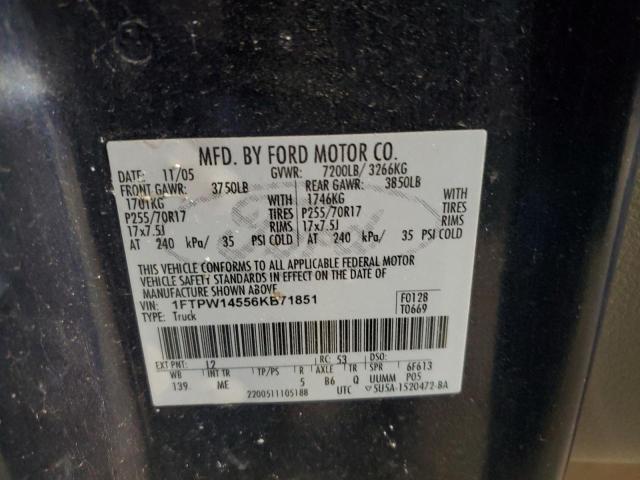 MFD. BY FORD MOTOR CO.
DATE: 11/05 GVWR: 7200LB/ 3266KG
FRONT GAWR: 3750LB REAR GAWR: 3850LB
1701KG WITH 1746KG WITH
P255/70R17 TIRES P255/70R17 TIRES
17x7.5J RIMS 17x7.5J RIMS
AT 240 kPa/ 35 PSI COLD AT 240 kPa/ 35 PSI COLD
THIS VEHICLE CONFORMS TO ALL APPLICABLE FEDERAL MOTOR
VEHICLE SAFETY STANDARDS IN EFFECT ON THE DATE OF
MANUFACTURE SHOWN ABOVE
VIN: 1FTPW14556KB71851 F0128
TYPE: Truck T0669
EXT PNT: L2 RC: 53 DSO:
WB INT TR TP/PS R AXLE TR SPR 6F613
139 ME 5 B6 Q UUMM P05
2200511105188 UTC 5U5A-1520472-BA
Ford